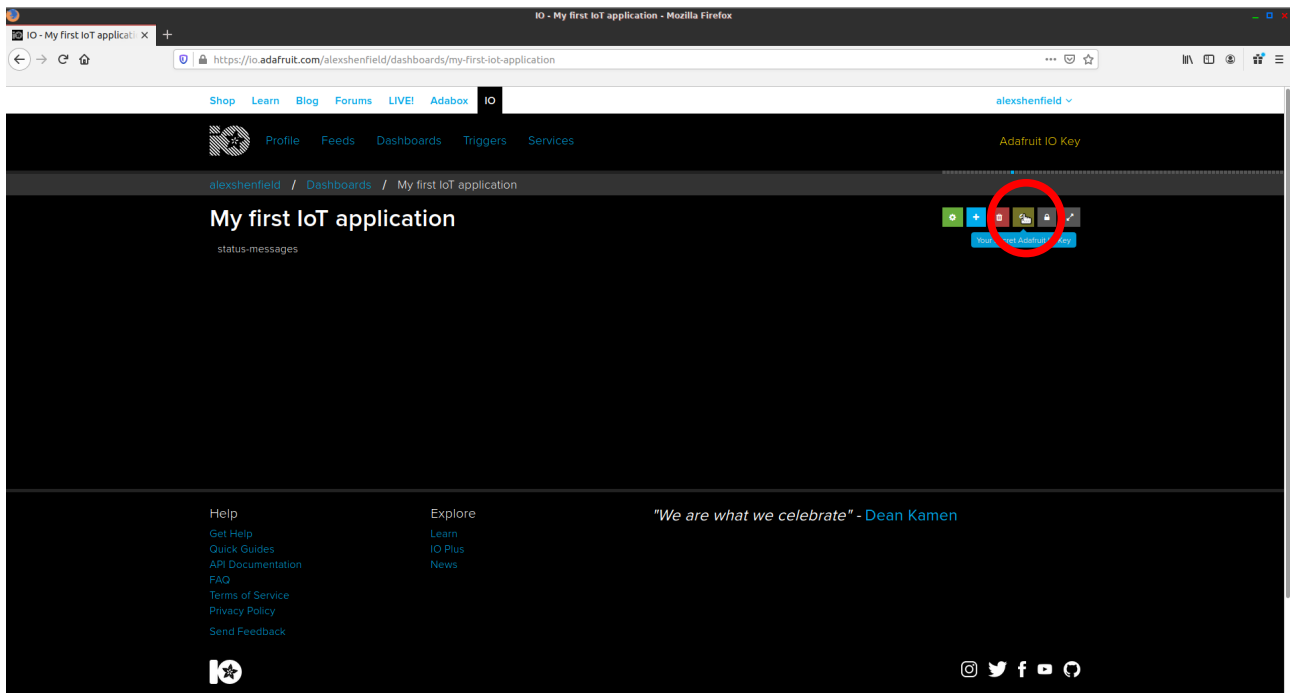 IO - My first IoT application - Mozilla Firefox
IO - My first IoT applicati
https://io.adafruit.com/alexshenfield/dashboards/my-first-iot-application
Shop Learn Blog Forums LIVE! Adabox IO alexshenfield
Profile Feeds Dashboards Triggers Services Adafruit IO Key
alexshenfield / Dashboards / My first IoT application
My first IoT application
status-messages
Your secret Adafruit IO Key
Help Explore "We are what we celebrate" - Dean Kamen
Get Help Learn
Quick Guides IO Plus
API Documentation News
FAQ
Terms of Service
Privacy Policy
Send Feedback